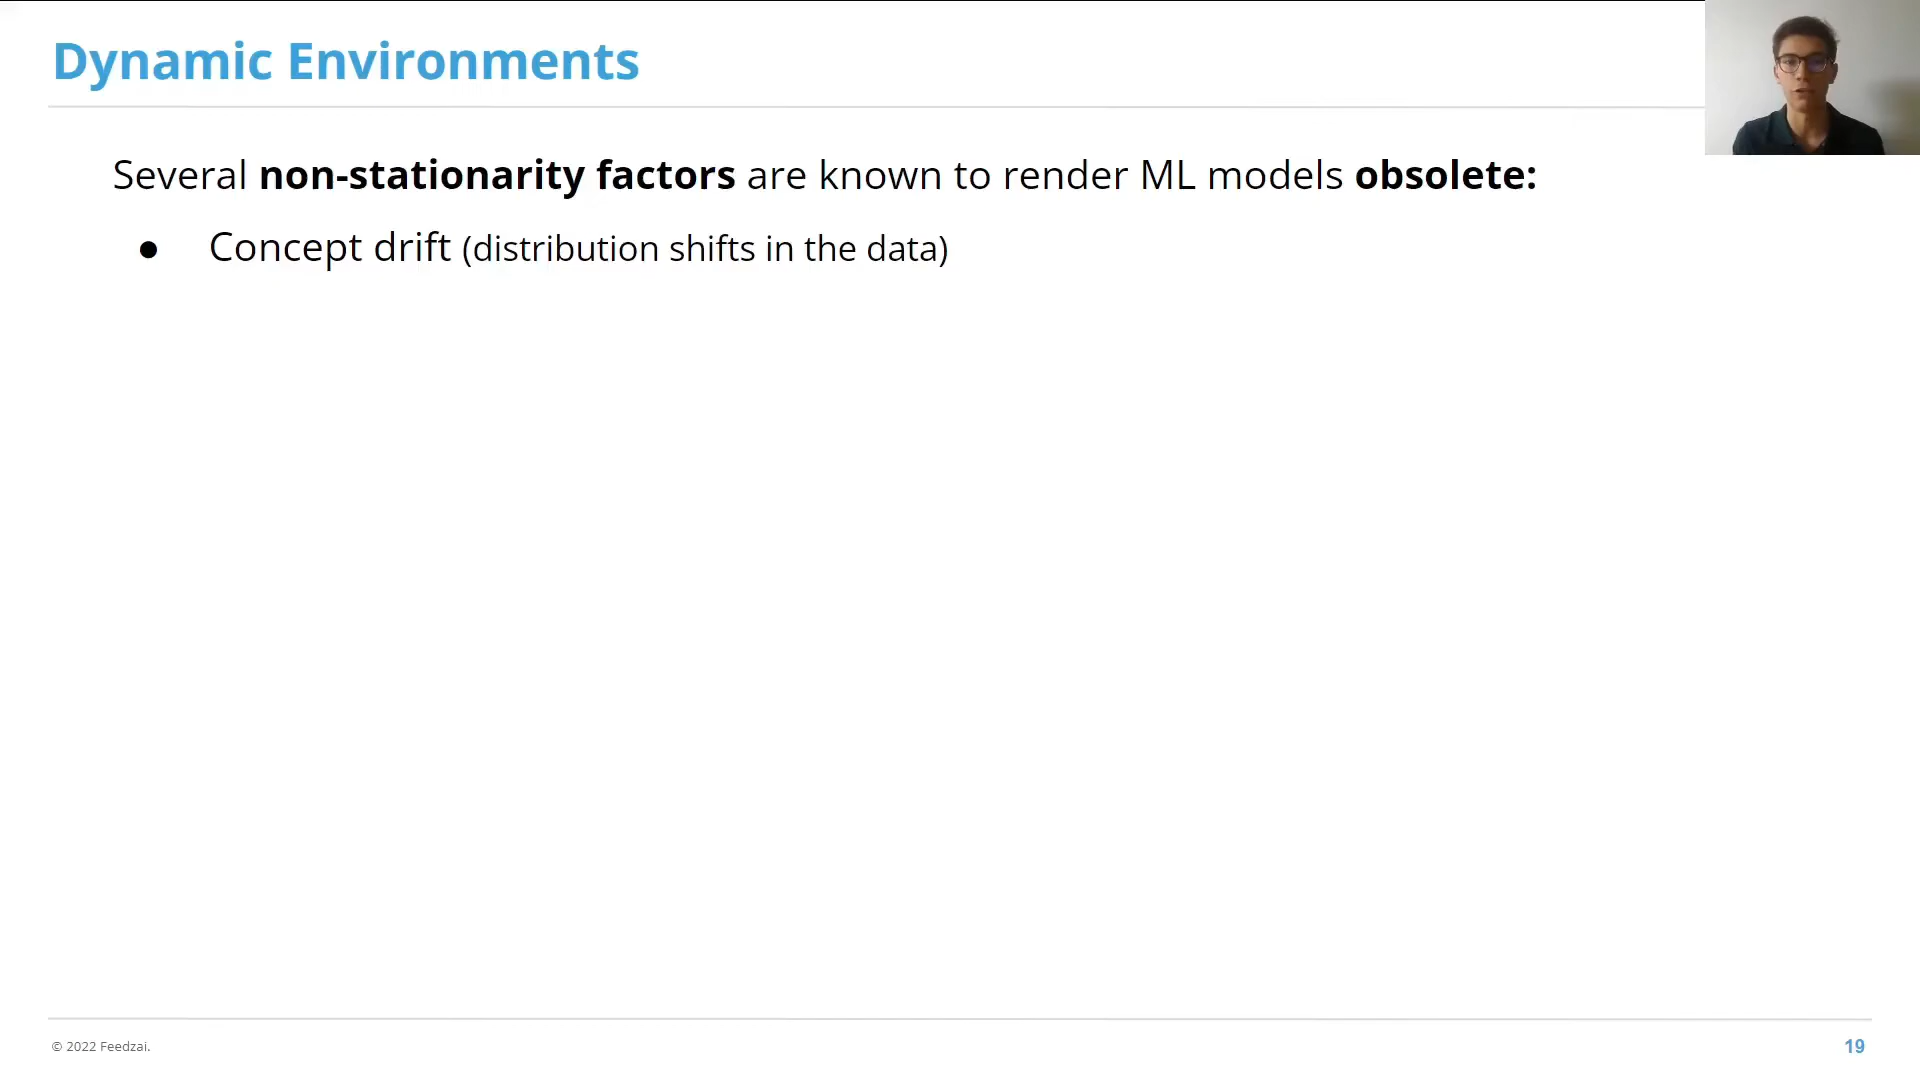 Dynamic Environments
Several non-stationarity factors are known to render ML models obsolete:
● Concept drift (distribution shifts in the data)
© 2022 Feedzai.
19